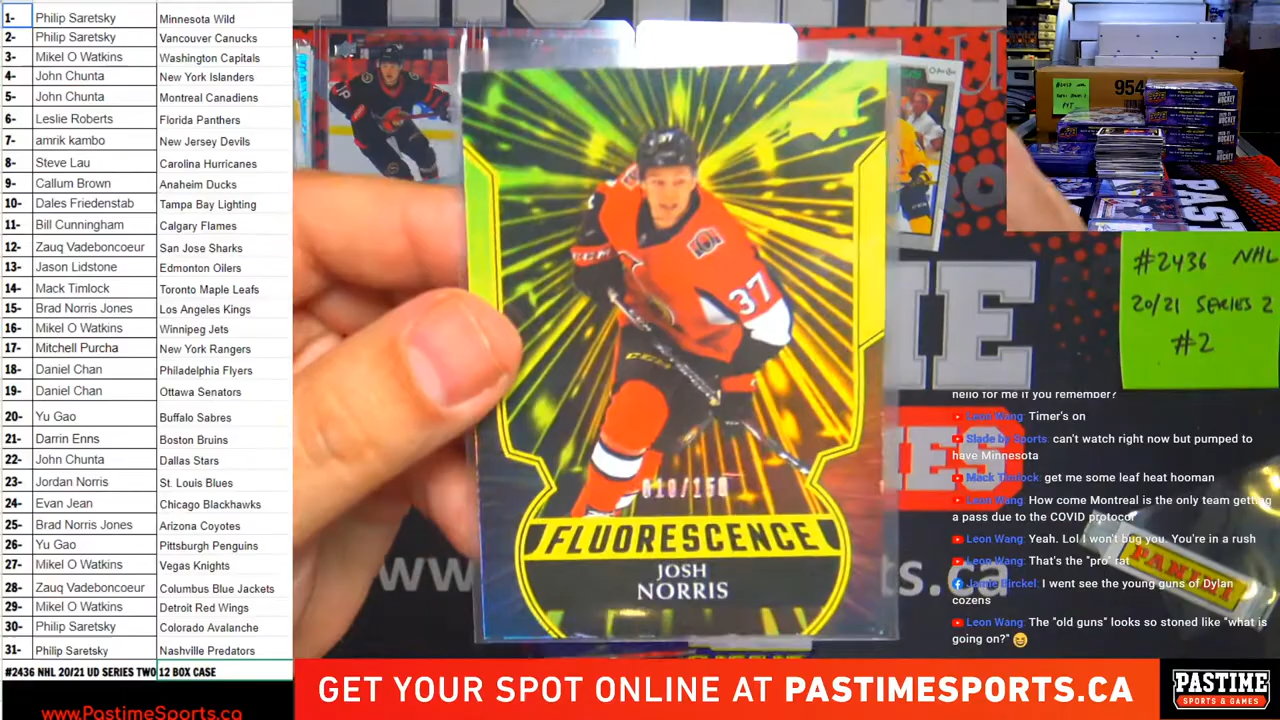 1- Philip Saretsky Minnesota Wild
2- Philip Saretsky Vancouver Canucks
3- Mikel O Watkins Washington Capitals
4- John Chunta New York Islanders
5- John Chunta Montreal Canadiens
6- Leslie Roberts Florida Panthers
7- amrik kambo New Jersey Devils
8- Steve Lau Carolina Hurricanes
9- Callum Brown Anaheim Ducks
10- Dales Friedenstab Tampa Bay Lighting
11- Bill Cunningham Calgary Flames
12- Zauq Vadeboncoeur San Jose Sharks
13- Jason Lidstone Edmonton Oilers
14- Mack Timlock Toronto Maple Leafs
15- Brad Norris Jones Los Angeles Kings
16- Mikel O Watkins Winnipeg Jets
17- Mitchell Purcha New York Rangers
18- Daniel Chan Philadelphia Flyers
19- Daniel Chan Ottawa Senators
20- Yu Gao Buffalo Sabres
21- Darrin Enns Boston Bruins
22- John Chunta Dallas Stars
23- Jordan Norris St. Louis Blues
24- Evan Jean Chicago Blackhawks
25- Brad Norris Jones Arizona Coyotes
26- Yu Gao Pittsburgh Penguins
27- Mikel O Watkins Vegas Knights
28- Zauq Vadeboncoeur Columbus Blue Jackets
29- Mikel O Watkins Detroit Red Wings
30- Philip Saretsky Colorado Avalanche
31- Philip Saretsky Nashville Predators
#2436 NHL 20/21 UD SERIES TWO 12 BOX CASE
www.PastimeSports.ca
37
CCM
FLUORESCENCE
JOSH
NORRIS
www
.ca
954
#2436 NHL
20/21 SERIES 2
#2
hello for me if you remember?
Leon Wang: Timer's on
Slade by Sports: can't watch right now but pumped to
have Minnesota
Mack Timlock: get me some leaf heat hooman
Leon Wang: How come Montreal is the only team getting
a pass due to the COVID protocol
Leon Wang: Yeah. Lol I won't bug you. You're in a rush
Leon Wang: That's the "pro" rat
Jamie Birckel: I went see the young guns of Dylan
cozens
Leon Wang: The "old guns" looks so stoned like "what is
going on?" 😆
PANINI
GET YOUR SPOT ONLINE AT PASTIMESPORTS.CA
PASTIME
SPORTS & GAMES